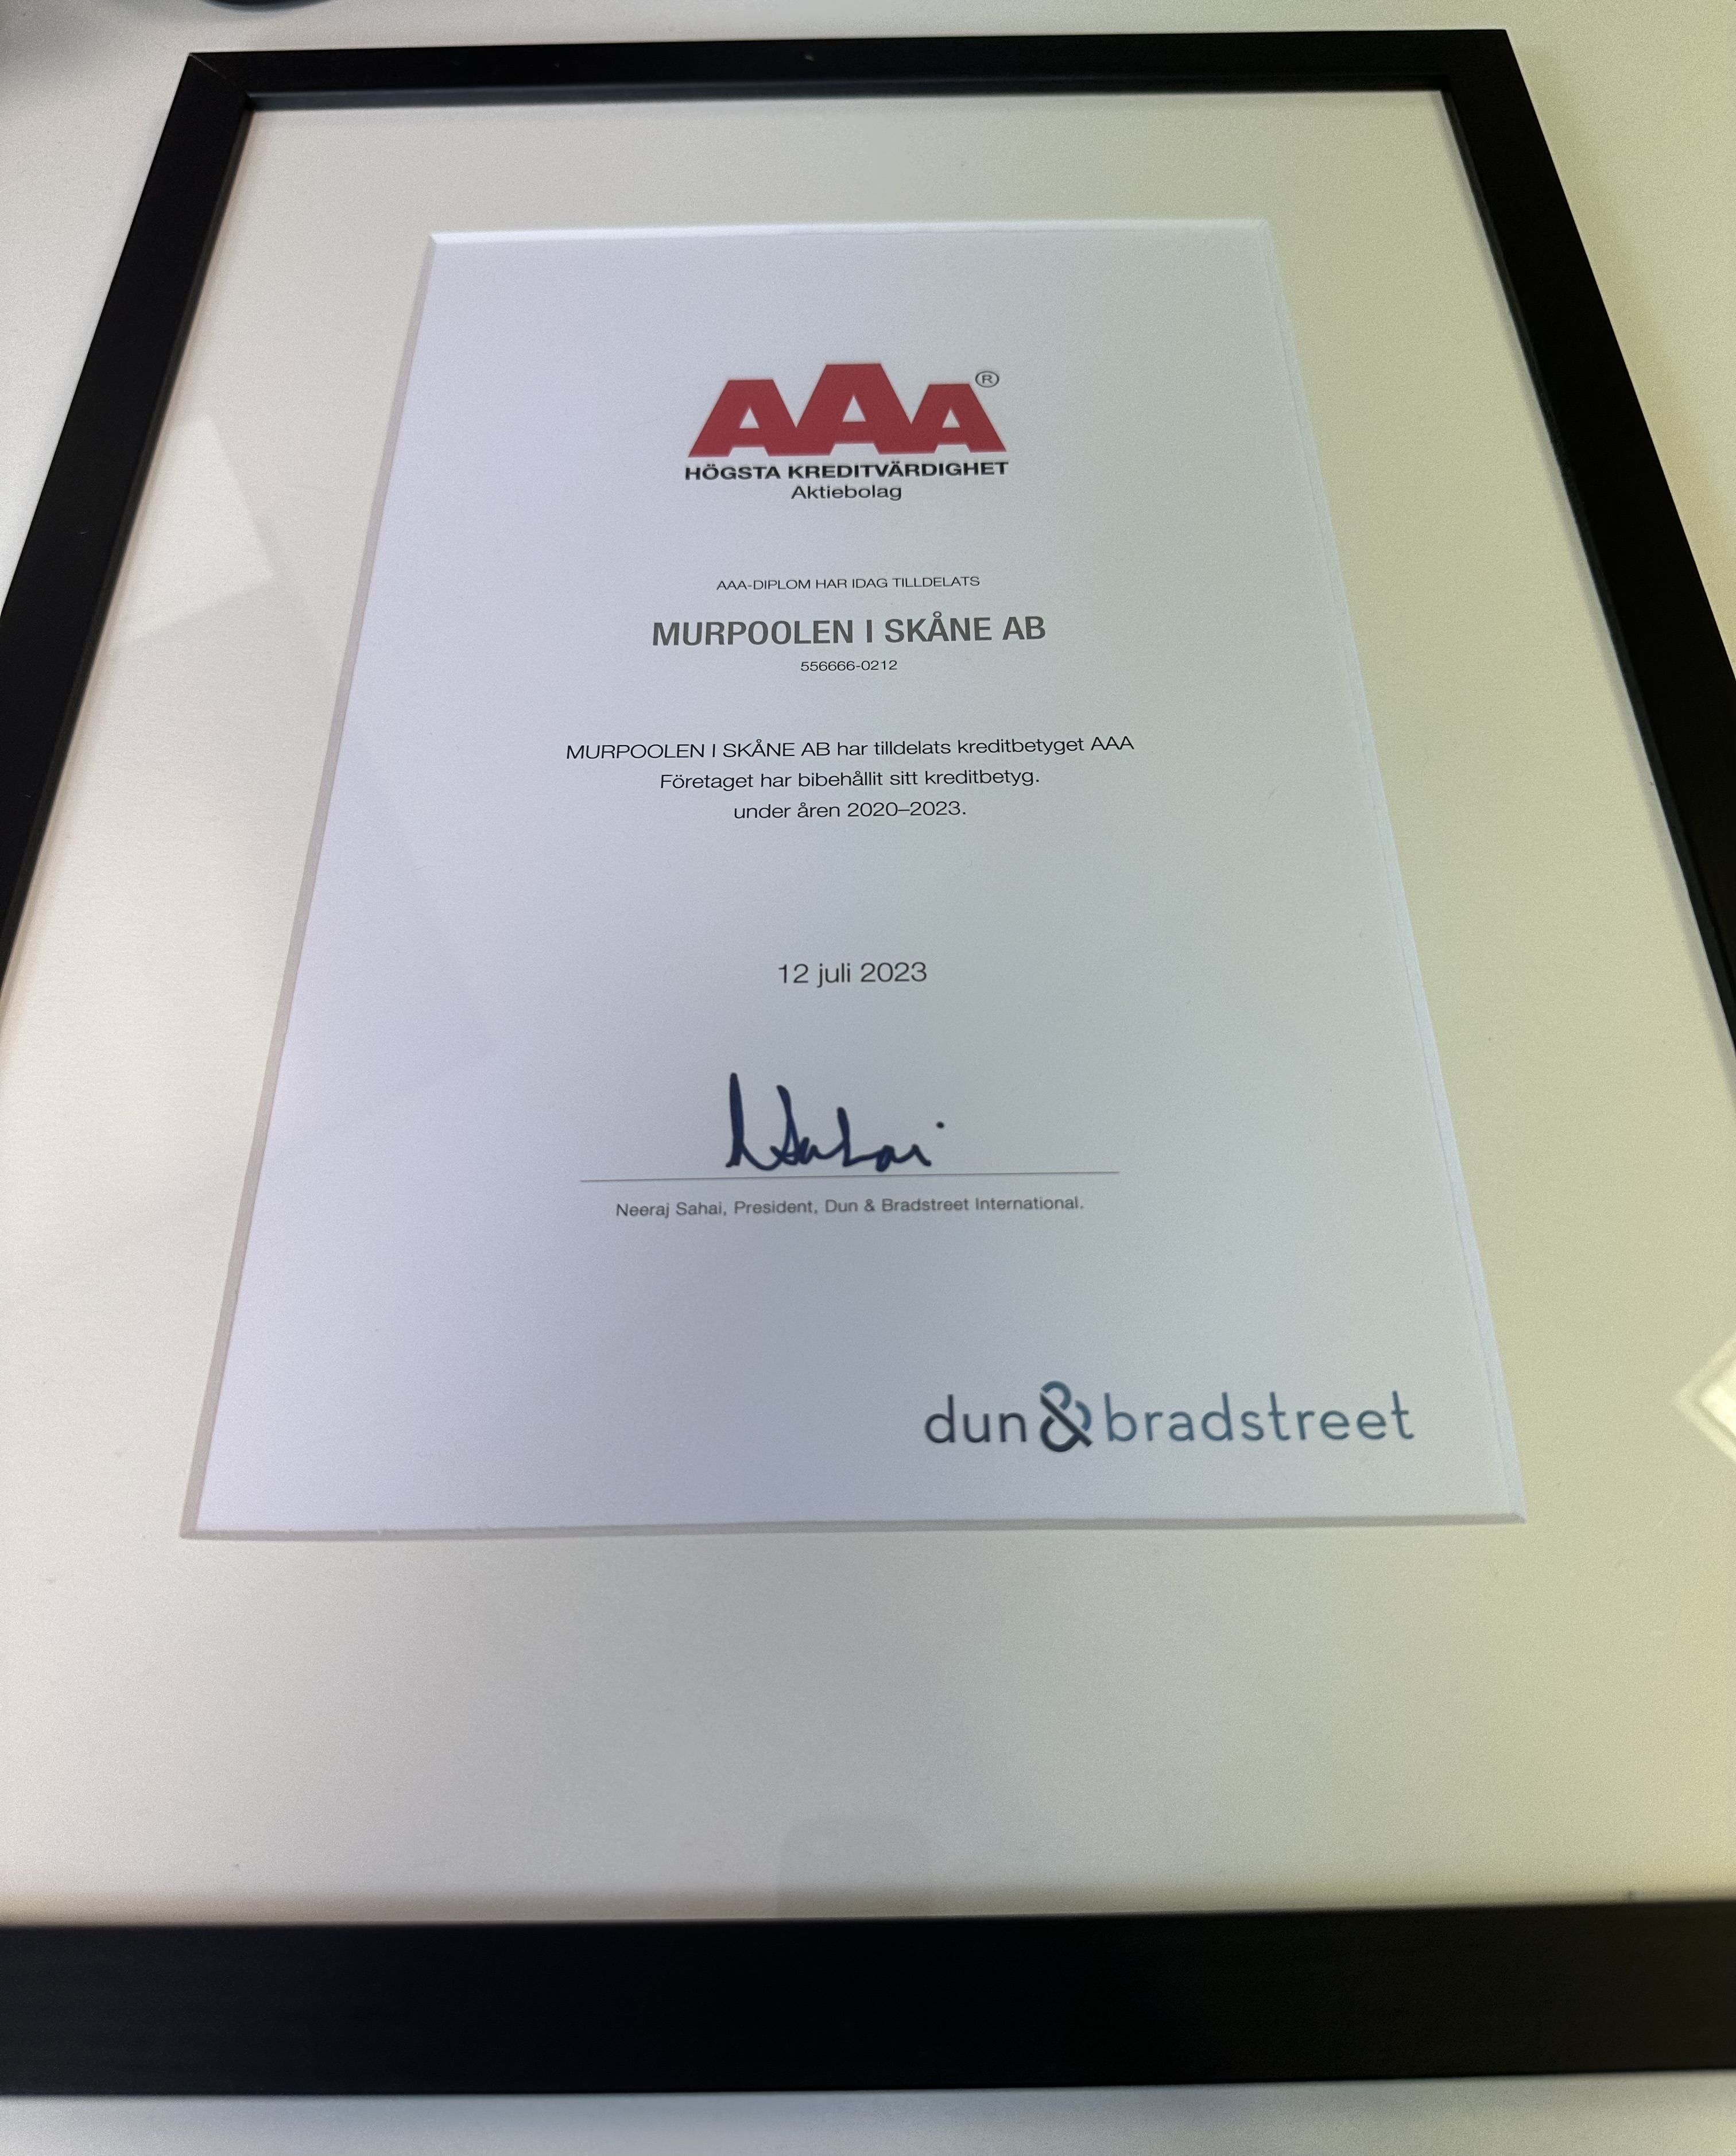 AAA®
HÖGSTA KREDITVÄRDIGHET
Aktiebolag
AAA-DIPLOM HAR IDAG TILLDELATS
MURPOOLEN I SKÅNE AB
556666-0212
MURPOOLEN I SKÅNE AB har tilldelats kreditbetyget AAA
Företaget har bibehållit sitt kreditbetyg.
under åren 2020–2023.
12 juli 2023
Neeraj Sahai, President, Dun & Bradstreet International.
dun & bradstreet